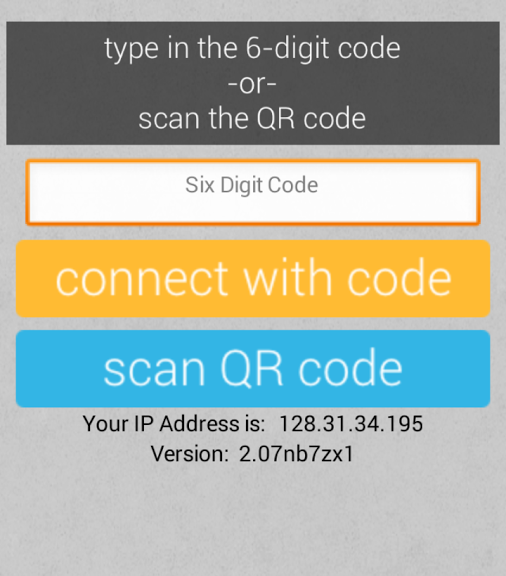 type in the 6-digit code
-or-
scan the QR code
Six Digit Code
connect with code
scan QR code
Your IP Address is: 128.31.34.195
Version: 2.07nb7zx1